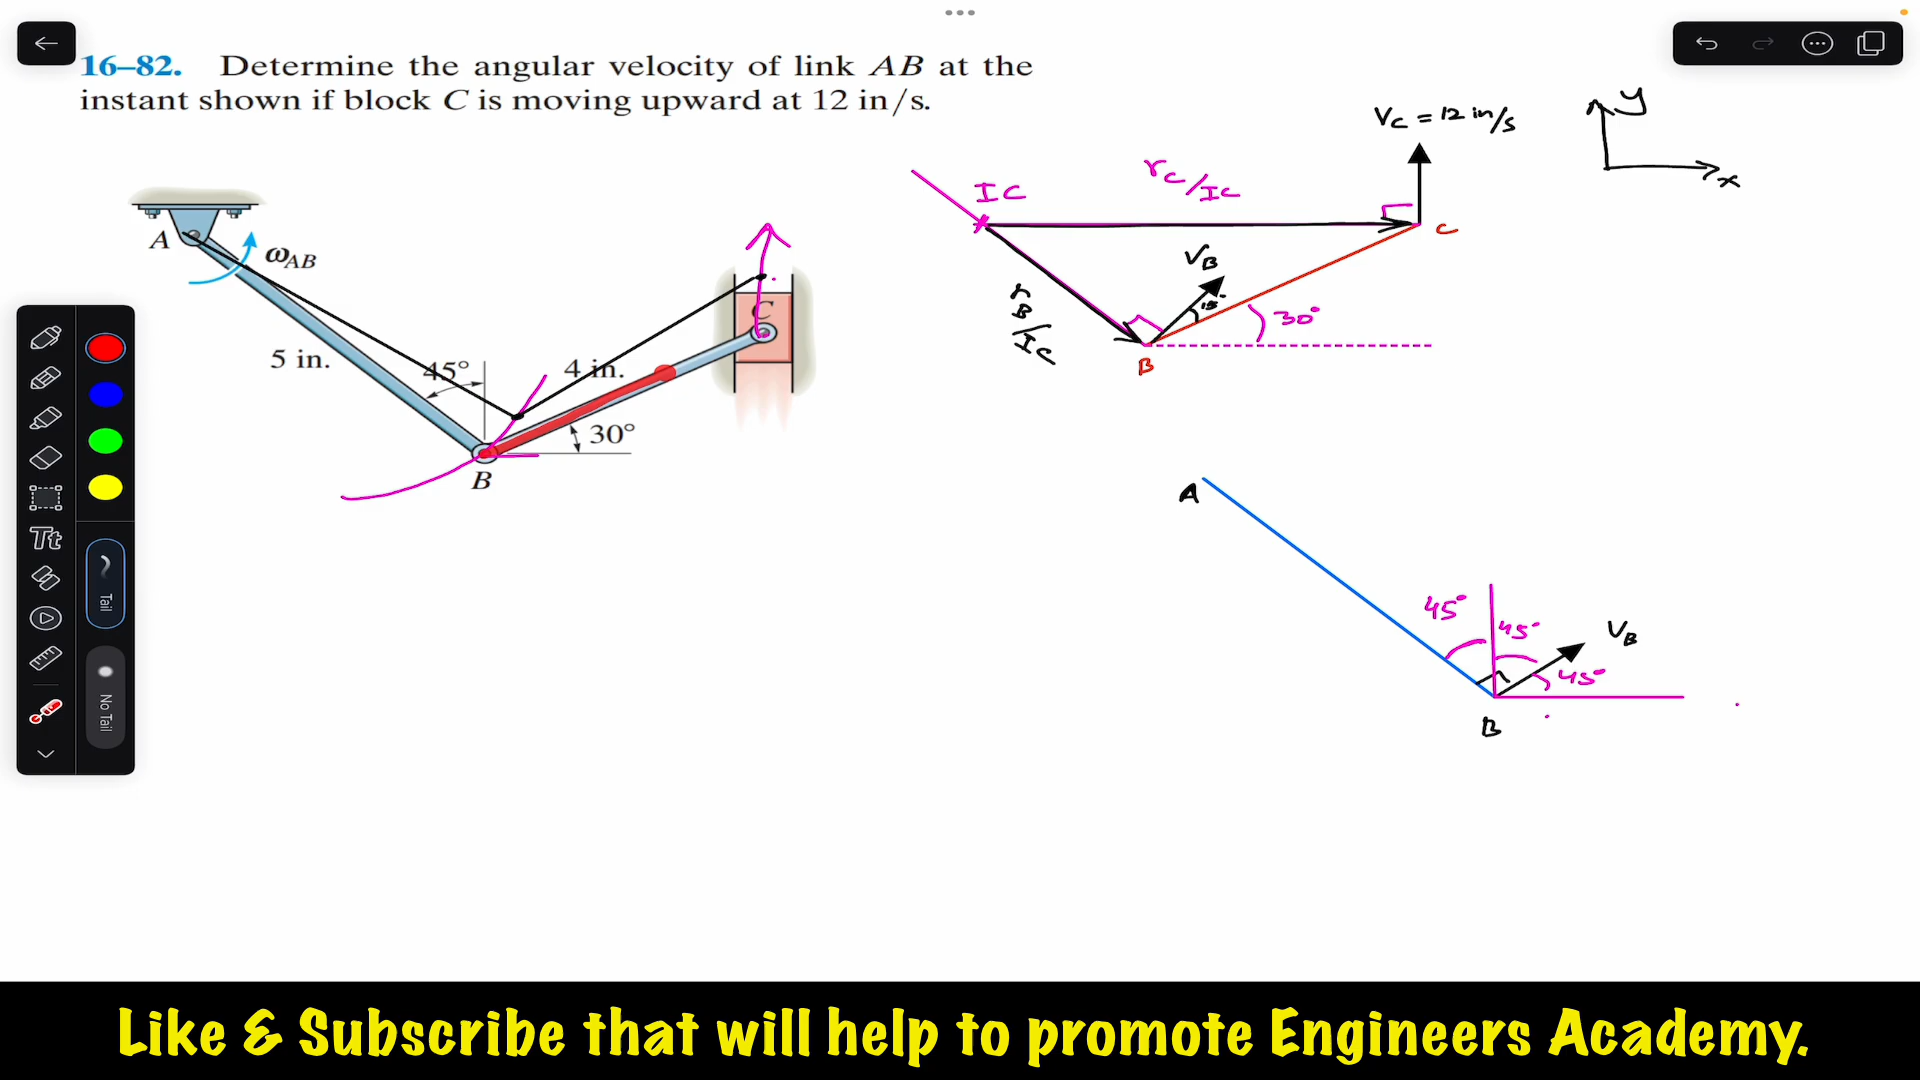 16–82. Determine the angular velocity of link AB at the
instant shown if block C is moving upward at 12 in/s.
A
ωAB
5 in.
45°
4 in.
C
30°
B
VC = 12 in/s
y
x
IC
rC/IC
C
VB
15°
30°
rB/IC
B
A
45°
45°
VB
45°
B
Tt
Tail
No Tail
Like & Subscribe that will help to promote Engineers Academy.